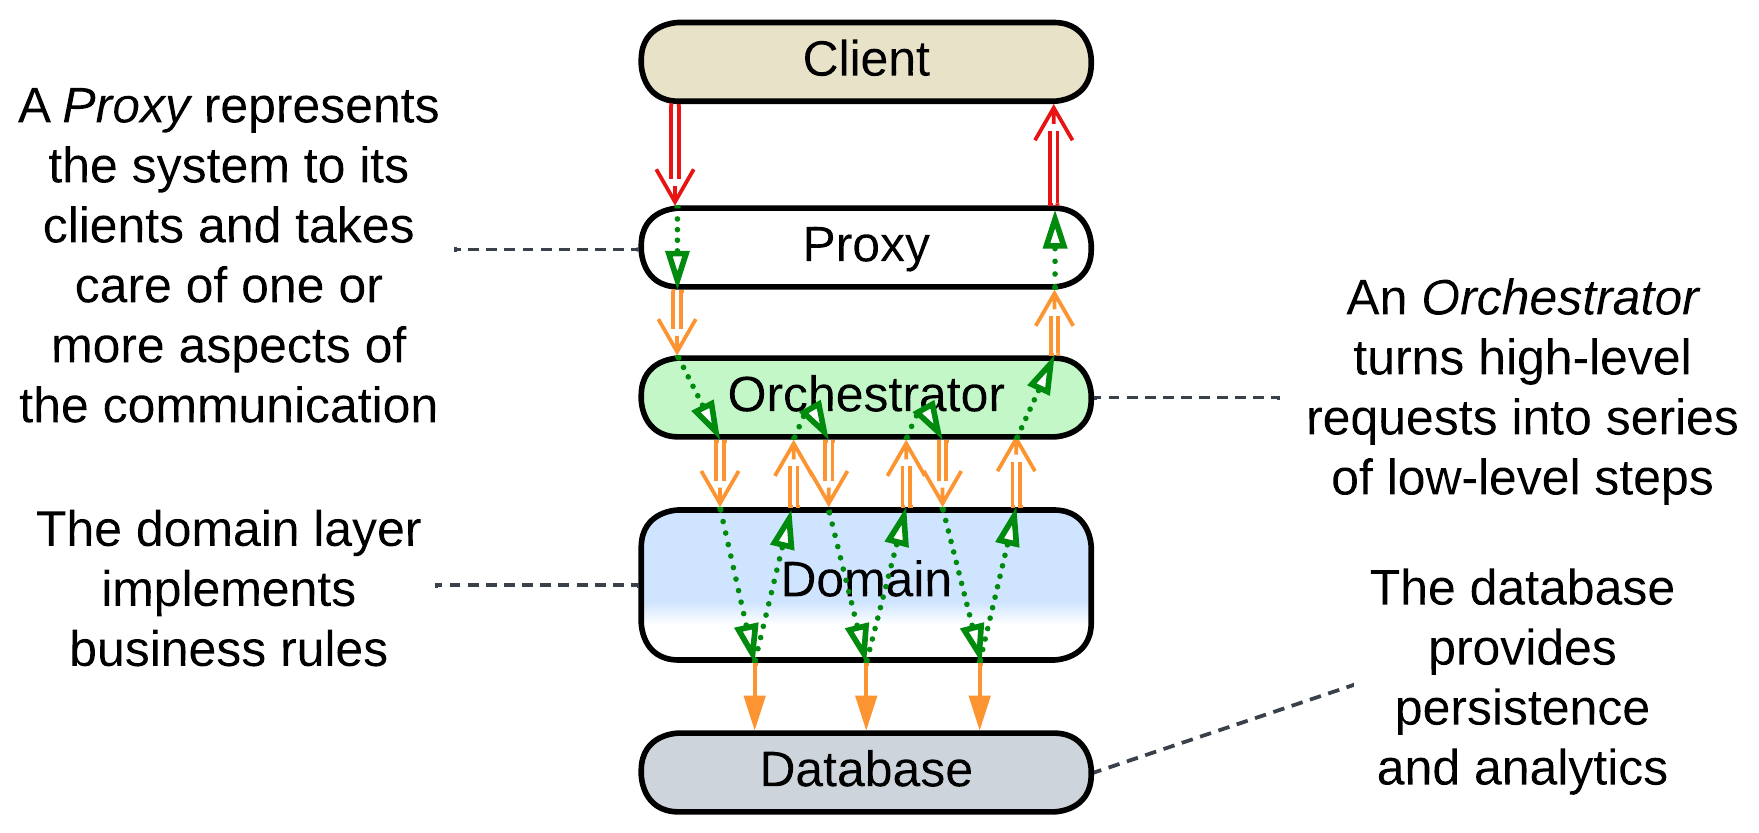 Client
A Proxy represents
the system to its
clients and takes
care of one or
more aspects of
the communication
Proxy
An Orchestrator
turns high-level
requests into series
of low-level steps
Orchestrator
The domain layer
implements
business rules
Domain
The database
provides
persistence
and analytics
Database